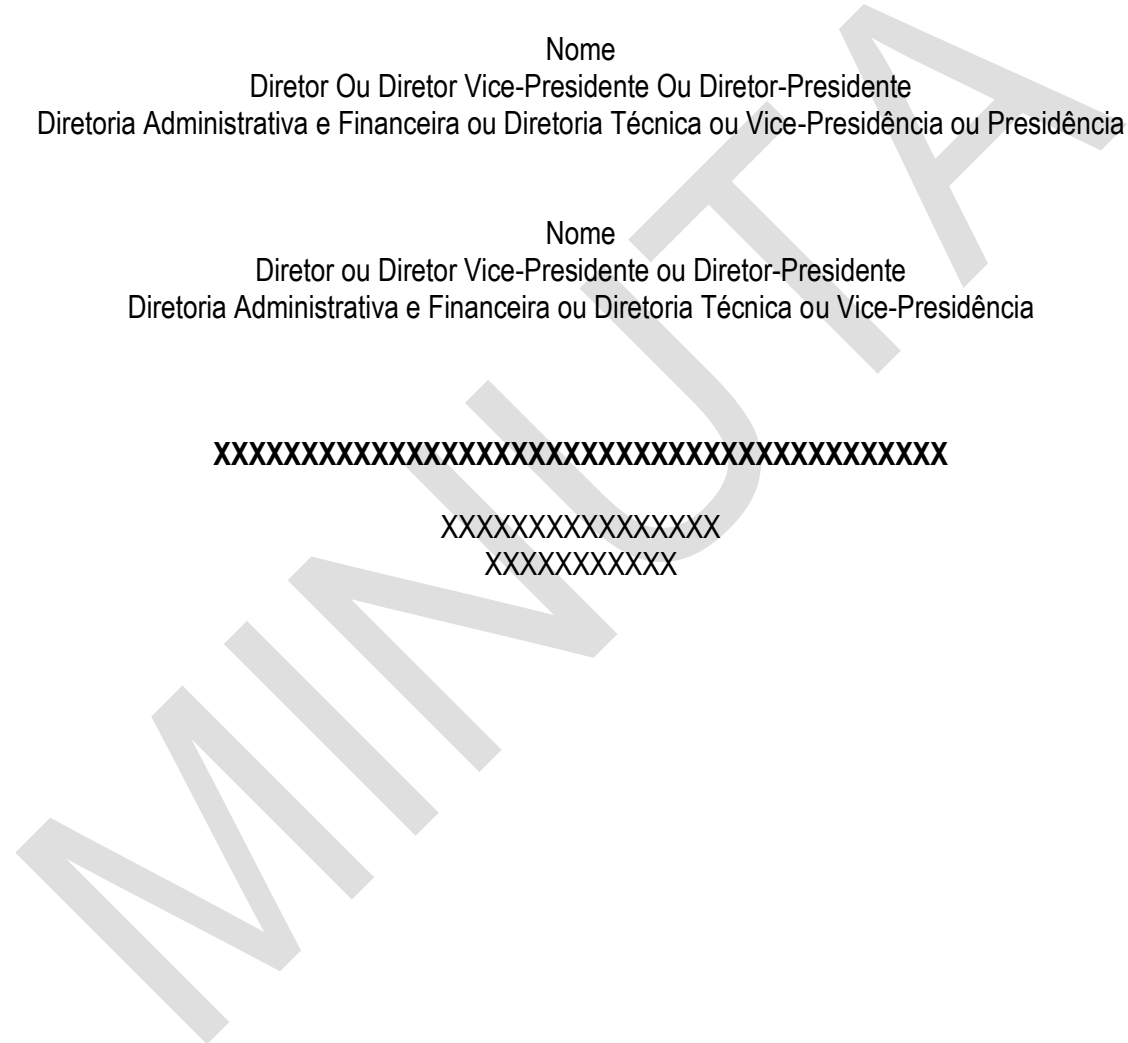 Nome
Diretor Ou Diretor Vice-Presidente Ou Diretor-Presidente
Diretoria Administrativa e Financeira ou Diretoria Técnica ou Vice-Presidência ou Presidência
Nome
Diretor ou Diretor Vice-Presidente ou Diretor-Presidente
Diretoria Administrativa e Financeira ou Diretoria Técnica ou Vice-Presidência
XXXXXXXXXXXXXXXXXXXXXXXXXXXXXXXXXXXXXXXXXX
XXXXXXXXXXXXXXXX
XXXXXXXXXXX
MINUTA